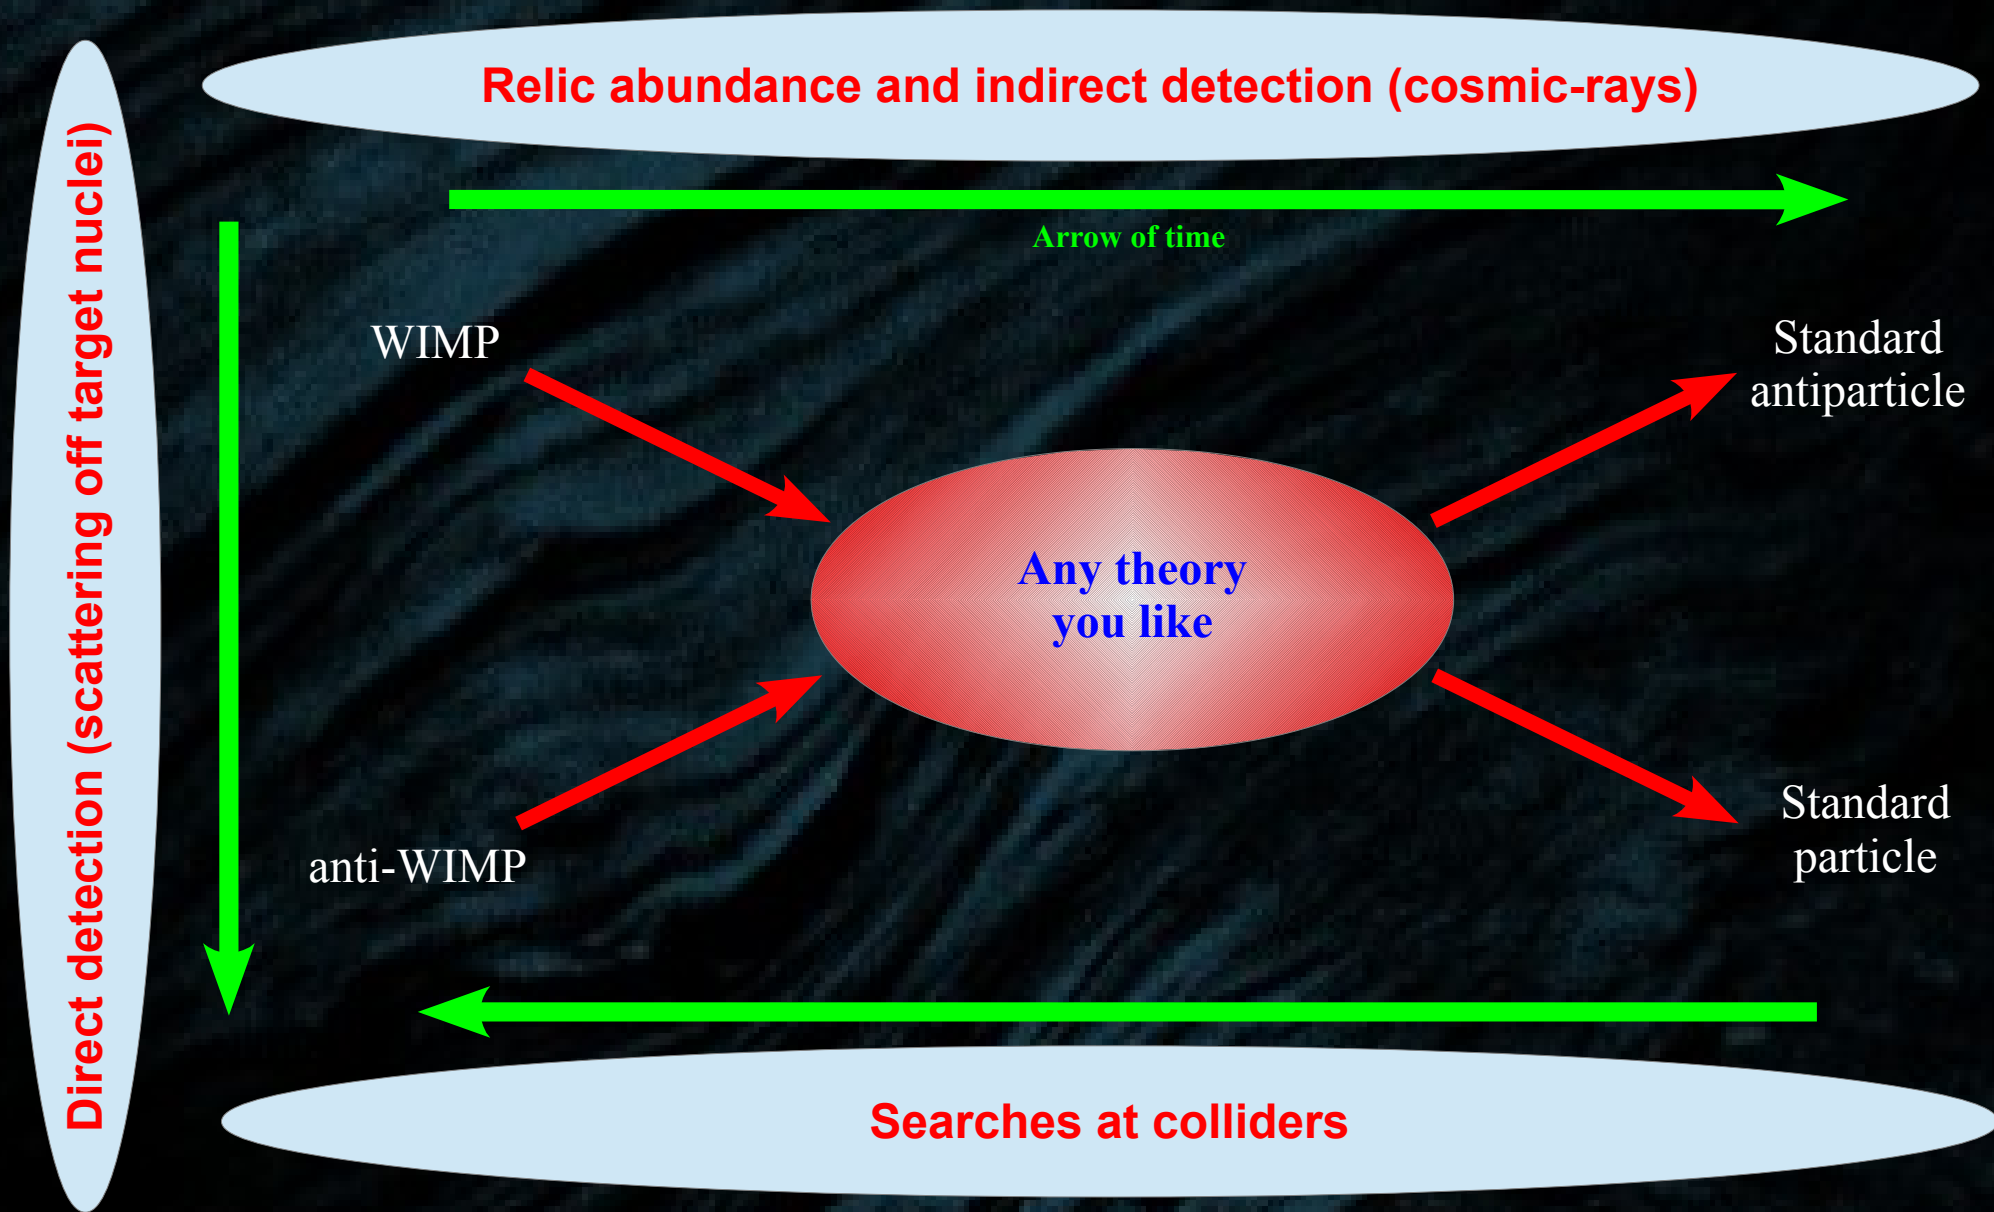 Relic abundance and indirect detection (cosmic-rays)
Direct detection (scattering off target nuclei)
Arrow of time
WIMP
Standard
antiparticle
Any theory
you like
anti-WIMP
Standard
particle
Searches at colliders